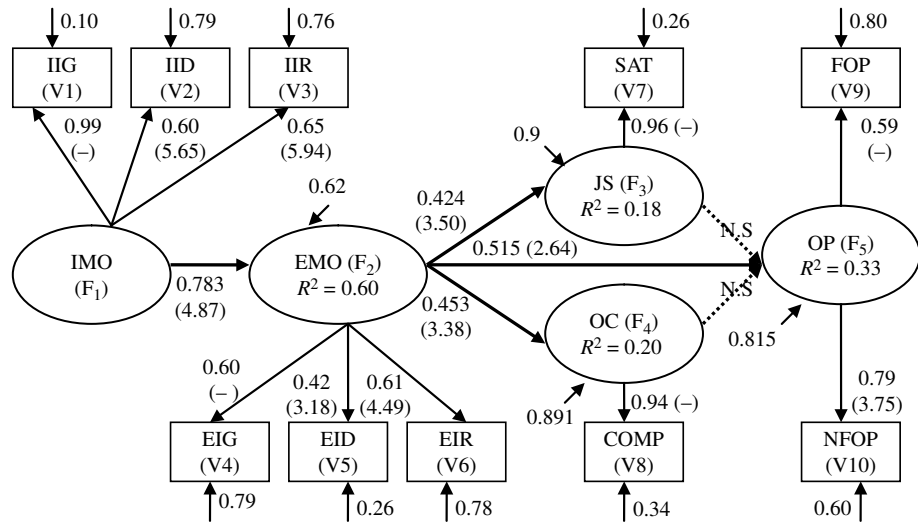 0.10
0.79
0.76
0.26
0.80
IIG
(V1)
IID
(V2)
IIR
(V3)
SAT
(V7)
FOP
(V9)
0.99
(–)
0.60
(5.65)
0.65
(5.94)
0.96 (–)
0.59
(–)
0.9
0.62
JS (F3)
R2 = 0.18
0.424
(3.50)
N.S
0.515 (2.64)
IMO
(F1)
EMO (F2)
R2 = 0.60
OP (F5)
R2 = 0.33
0.783
(4.87)
0.453
(3.38)
N.S
OC (F4)
R2 = 0.20
0.815
0.60
(–)
0.42
(3.18)
0.61
(4.49)
0.891
0.94 (–)
0.79
(3.75)
EIG
(V4)
EID
(V5)
EIR
(V6)
COMP
(V8)
NFOP
(V10)
0.79
0.26
0.78
0.34
0.60